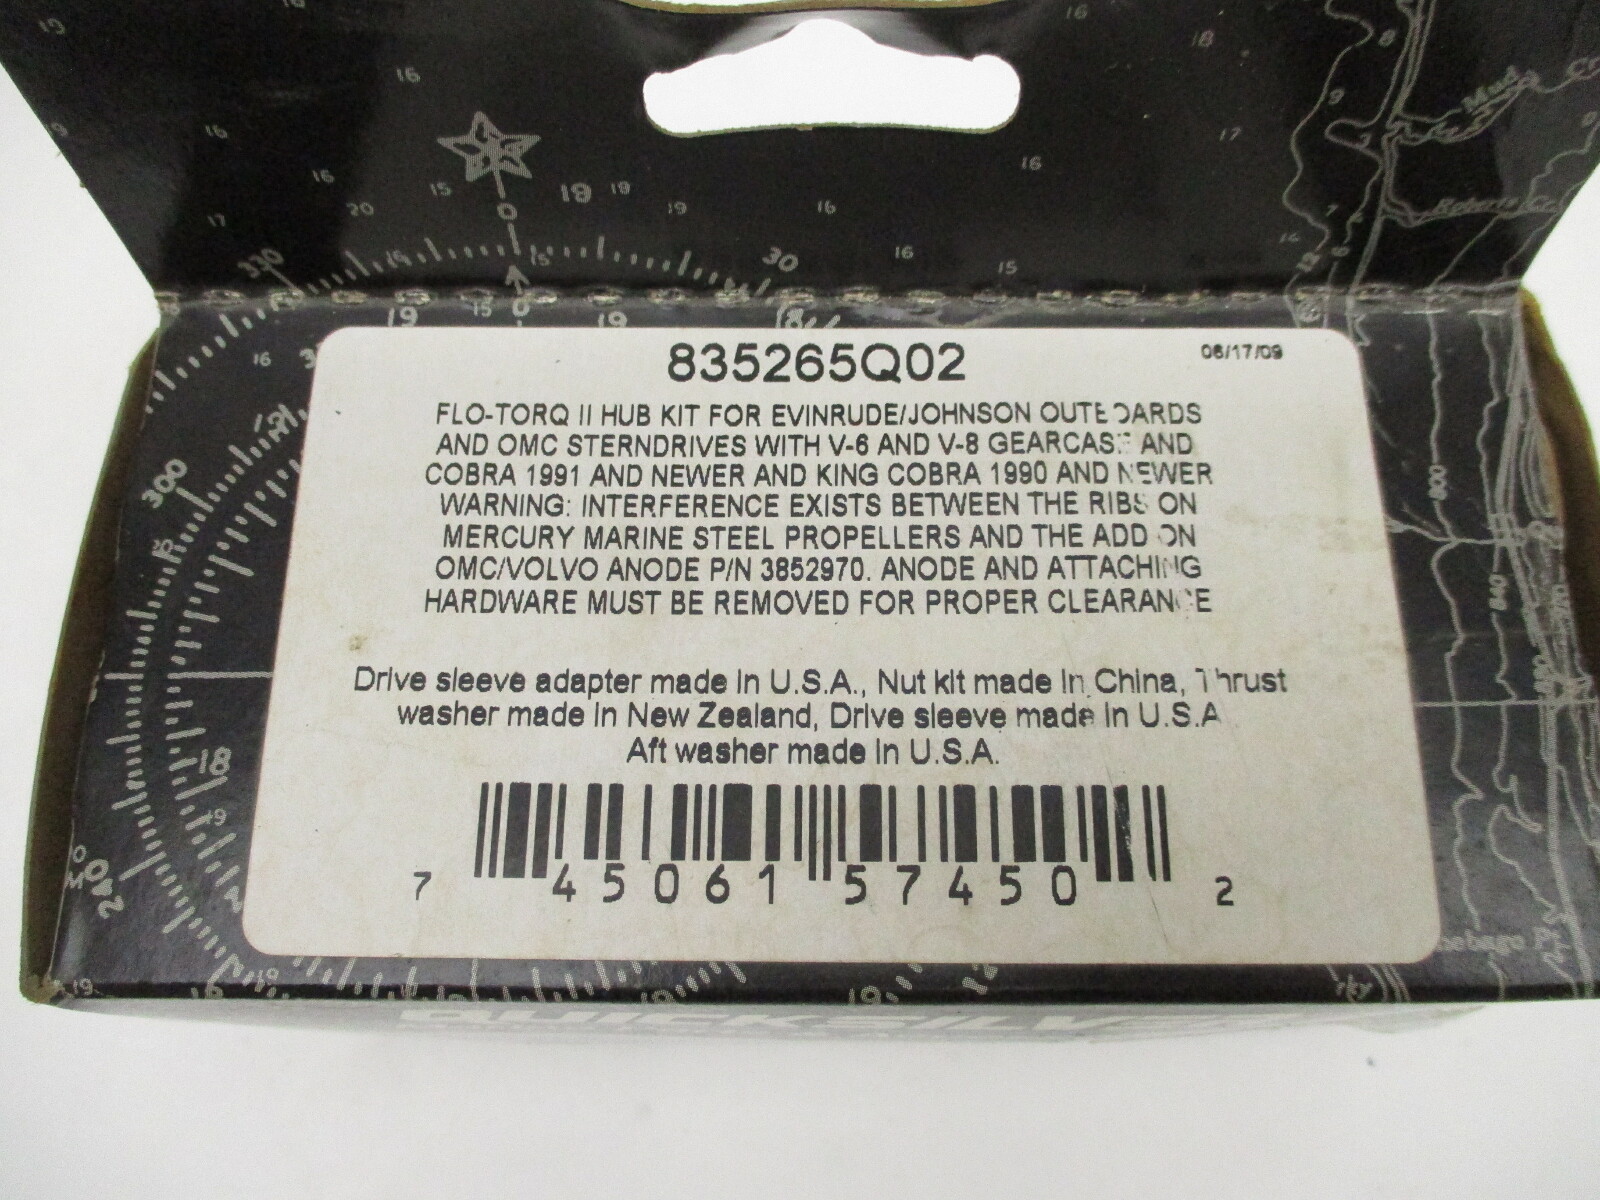 835265Q02
06/17/09
FLO-TORQ II HUB KIT FOR EVINRUDE/JOHNSON OUTBOARDS
AND OMC STERNDRIVES WITH V-6 AND V-8 GEARCASE AND
COBRA 1991 AND NEWER AND KING COBRA 1990 AND NEWER
WARNING: INTERFERENCE EXISTS BETWEEN THE RIBS ON
MERCURY MARINE STEEL PROPELLERS AND THE ADD ON
OMC/VOLVO ANODE P/N 3852970. ANODE AND ATTACHING
HARDWARE MUST BE REMOVED FOR PROPER CLEARANCE
Drive sleeve adapter made in U.S.A., Nut kit made in China, Thrust
washer made in New Zealand, Drive sleeve made in U.S.A
Aft washer made in U.S.A.
7 45061 57450 2